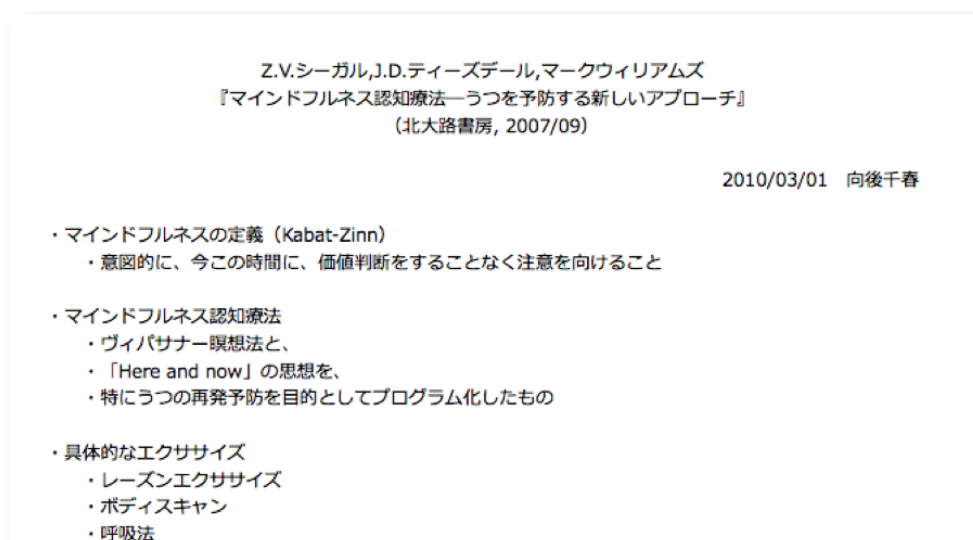 Z.V.シーガル,J.D.ティーズデール,マークウィリアムズ
『マインドフルネス認知療法―うつを予防する新しいアプローチ』
（北大路書房, 2007/09）
2010/03/01　向後千春
・マインドフルネスの定義（Kabat-Zinn）
・意図的に、今この時間に、価値判断をすることなく注意を向けること
・マインドフルネス認知療法
・ヴィパサナー瞑想法と、
・「Here and now」の思想を、
・特にうつの再発予防を目的としてプログラム化したもの
・具体的なエクササイズ
・レーズンエクササイズ
・ボディスキャン
・呼吸法